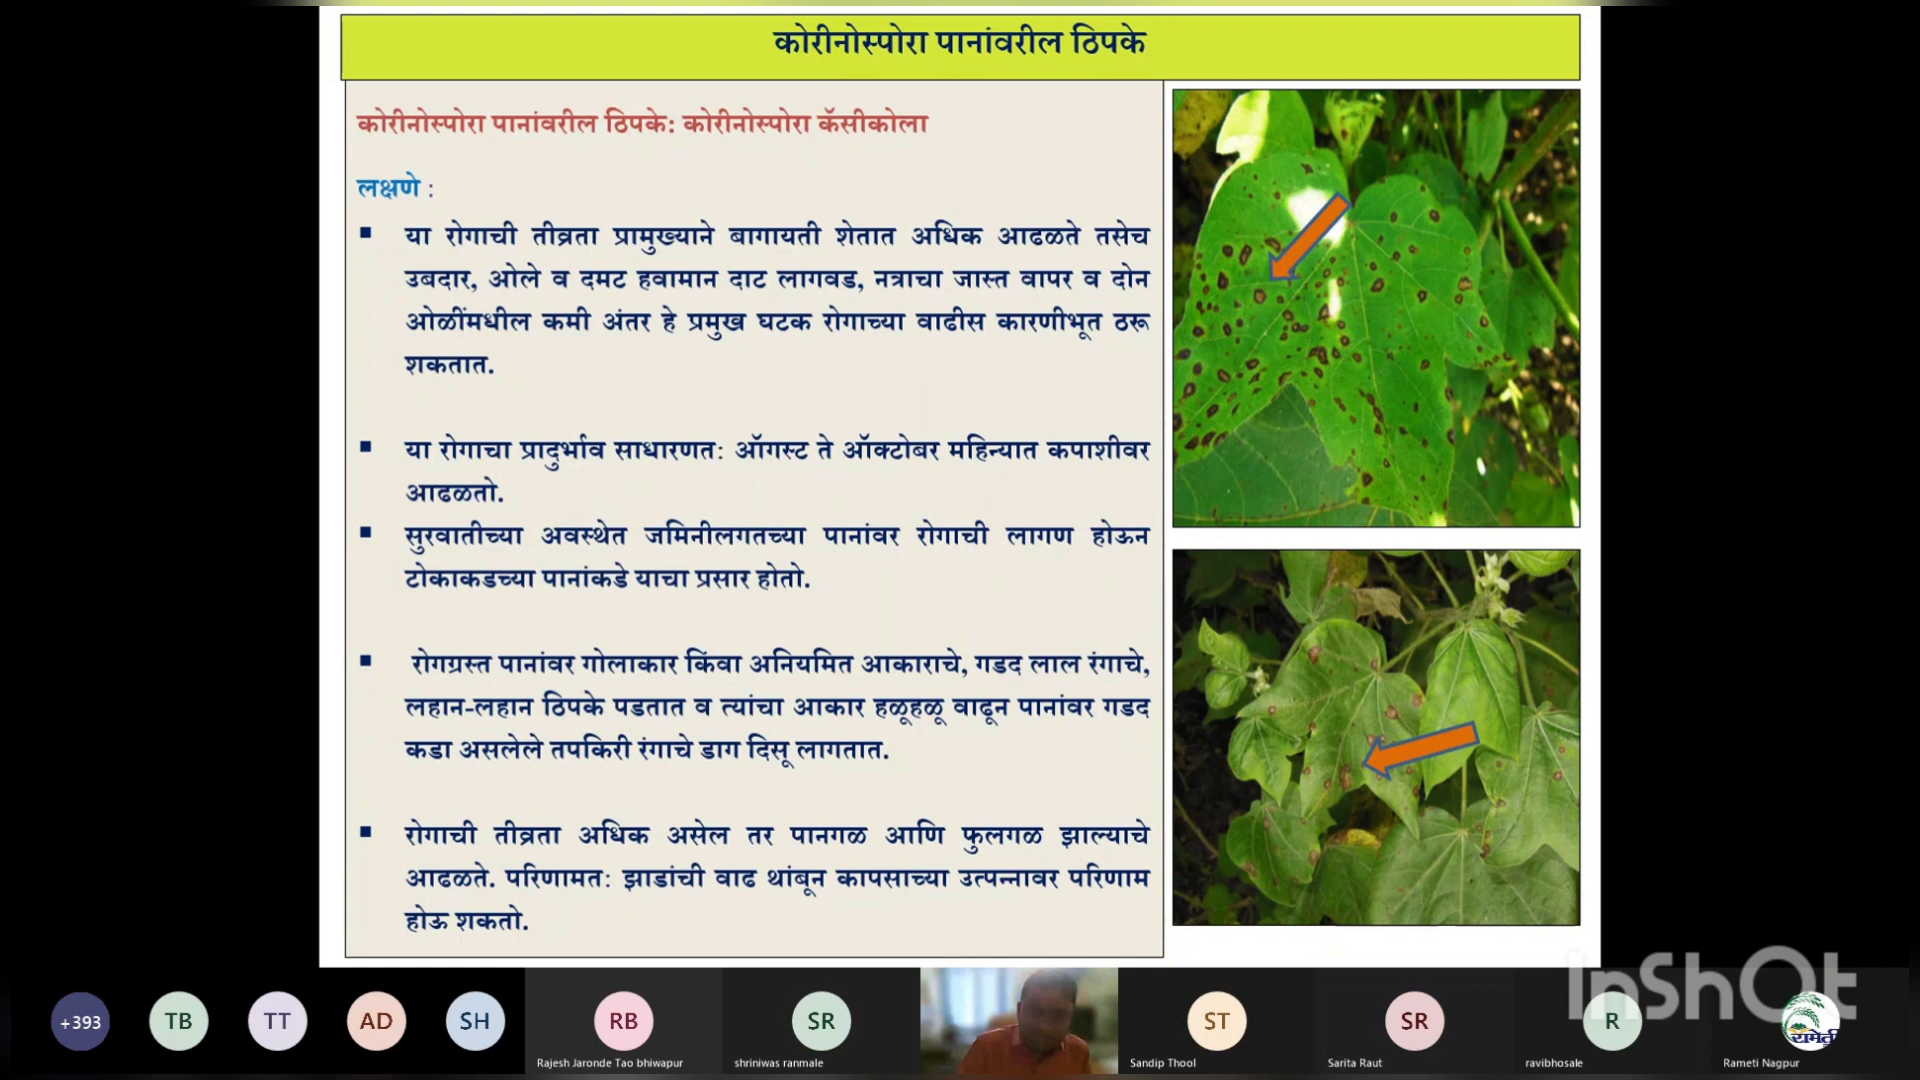 कोरीनोस्पोरा पानांवरील ठिपके
कोरीनोस्पोरा पानांवरील ठिपके: कोरीनोस्पोरा कॅसीकोला
लक्षणे :
▪ या रोगाची तीव्रता प्रामुख्याने बागायती शेतात अधिक आढळते तसेच
उबदार, ओले व दमट हवामान दाट लागवड, नत्राचा जास्त वापर व दोन
ओळींमधील कमी अंतर हे प्रमुख घटक रोगाच्या वाढीस कारणीभूत ठरू
शकतात.
▪ या रोगाचा प्रादुर्भाव साधारणत: ऑगस्ट ते ऑक्टोबर महिन्यात कपाशीवर
आढळतो.
▪ सुरवातीच्या अवस्थेत जमिनीलगतच्या पानांवर रोगाची लागण होऊन
टोकाकडच्या पानांकडे याचा प्रसार होतो.
▪ रोगग्रस्त पानांवर गोलाकार किंवा अनियमित आकाराचे, गडद लाल रंगाचे,
लहान-लहान ठिपके पडतात व त्यांचा आकार हळूहळू वाढून पानांवर गडद
कडा असलेले तपकिरी रंगाचे डाग दिसू लागतात.
▪ रोगाची तीव्रता अधिक असेल तर पानगळ आणि फुलगळ झाल्याचे
आढळते. परिणामत: झाडांची वाढ थांबून कापसाच्या उत्पन्नावर परिणाम
होऊ शकतो.
InShOt
+393 TB TT AD SH RB SR ST SR R रामेती
Rajesh Jaronde Tao bhiwapur shriniwas ranmale Sandip Thool Sarita Raut ravibhosale Rameti Nagpur